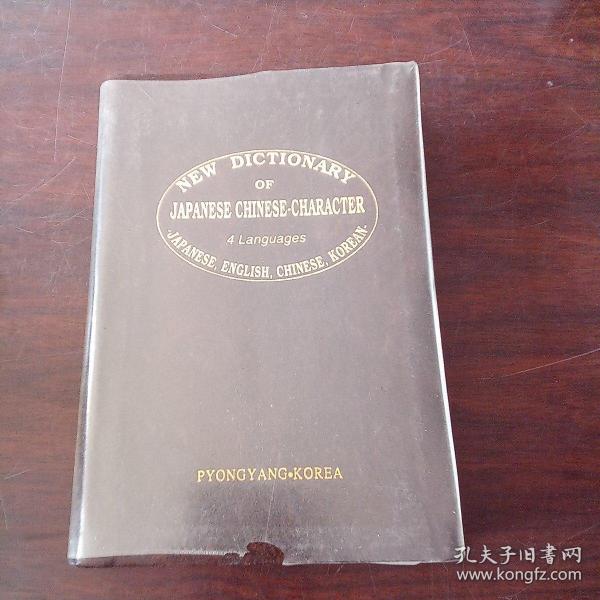 NEW DICTIONARY
OF
JAPANESE CHINESE-CHARACTER
4 Languages
·JAPANESE, ENGLISH, CHINESE, KOREAN·
PYONGYANG•KOREA
孔夫子旧书网
www.kongfz.com